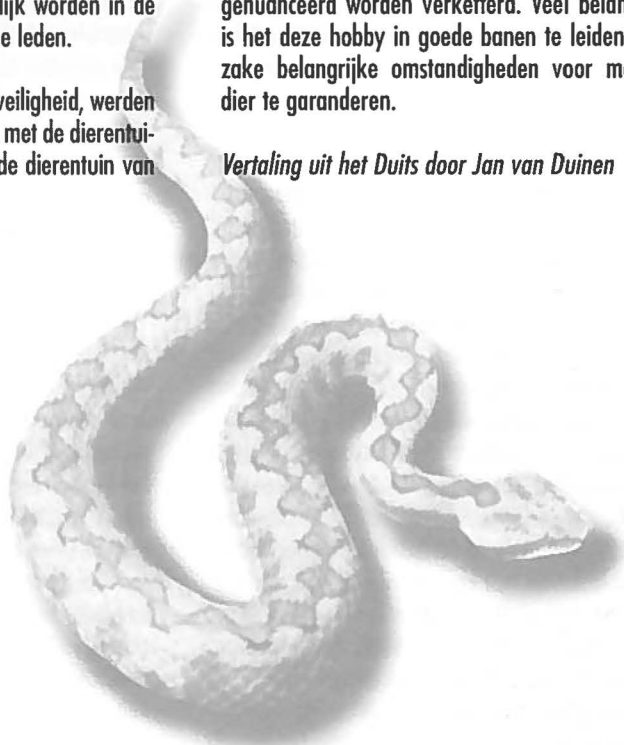 lijk worden in de
e leden.
veiligheid, werden
met de dierentui-
de dierentuin van
genuanceerd worden verketterd. Veel belan
is het deze hobby in goede banen te leiden
zake belangrijke omstandigheden voor m
dier te garanderen.
Vertaling uit het Duits door Jan van Duinen